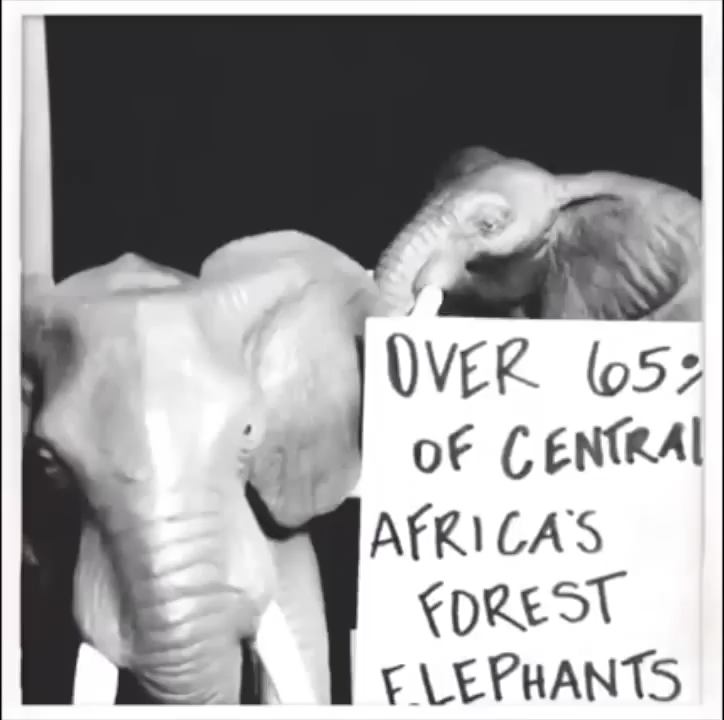 OVER 65%
OF CENTRAL
AFRICA'S
FOREST
ELEPHANTS